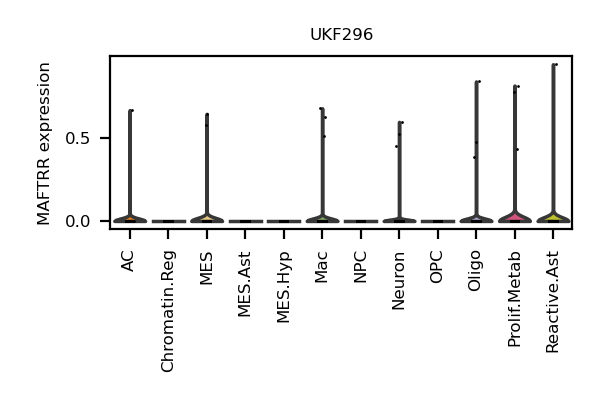 UKF296
MAFTRR expression
0.5
0.0
AC
Chromatin.Reg
MES
MES.Ast
MES.Hyp
Mac
NPC
Neuron
OPC
Oligo
Prolif.Metab
Reactive.Ast